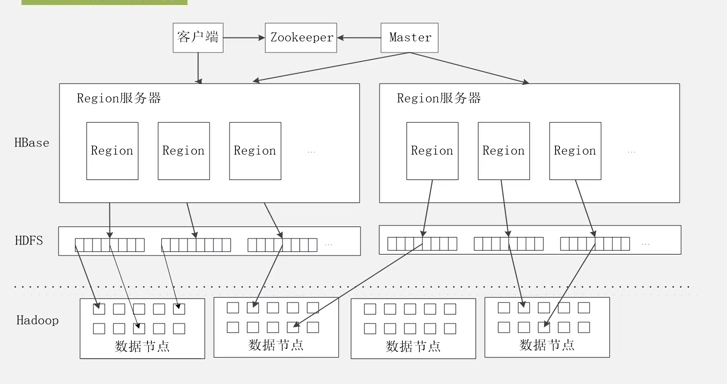 客户端
Zookeeper
Master
Region服务器
Region服务器
HBase
Region
Region
Region
...
Region
Region
Region
...
HDFS
...
...
Hadoop
数据节点
数据节点
数据节点
数据节点